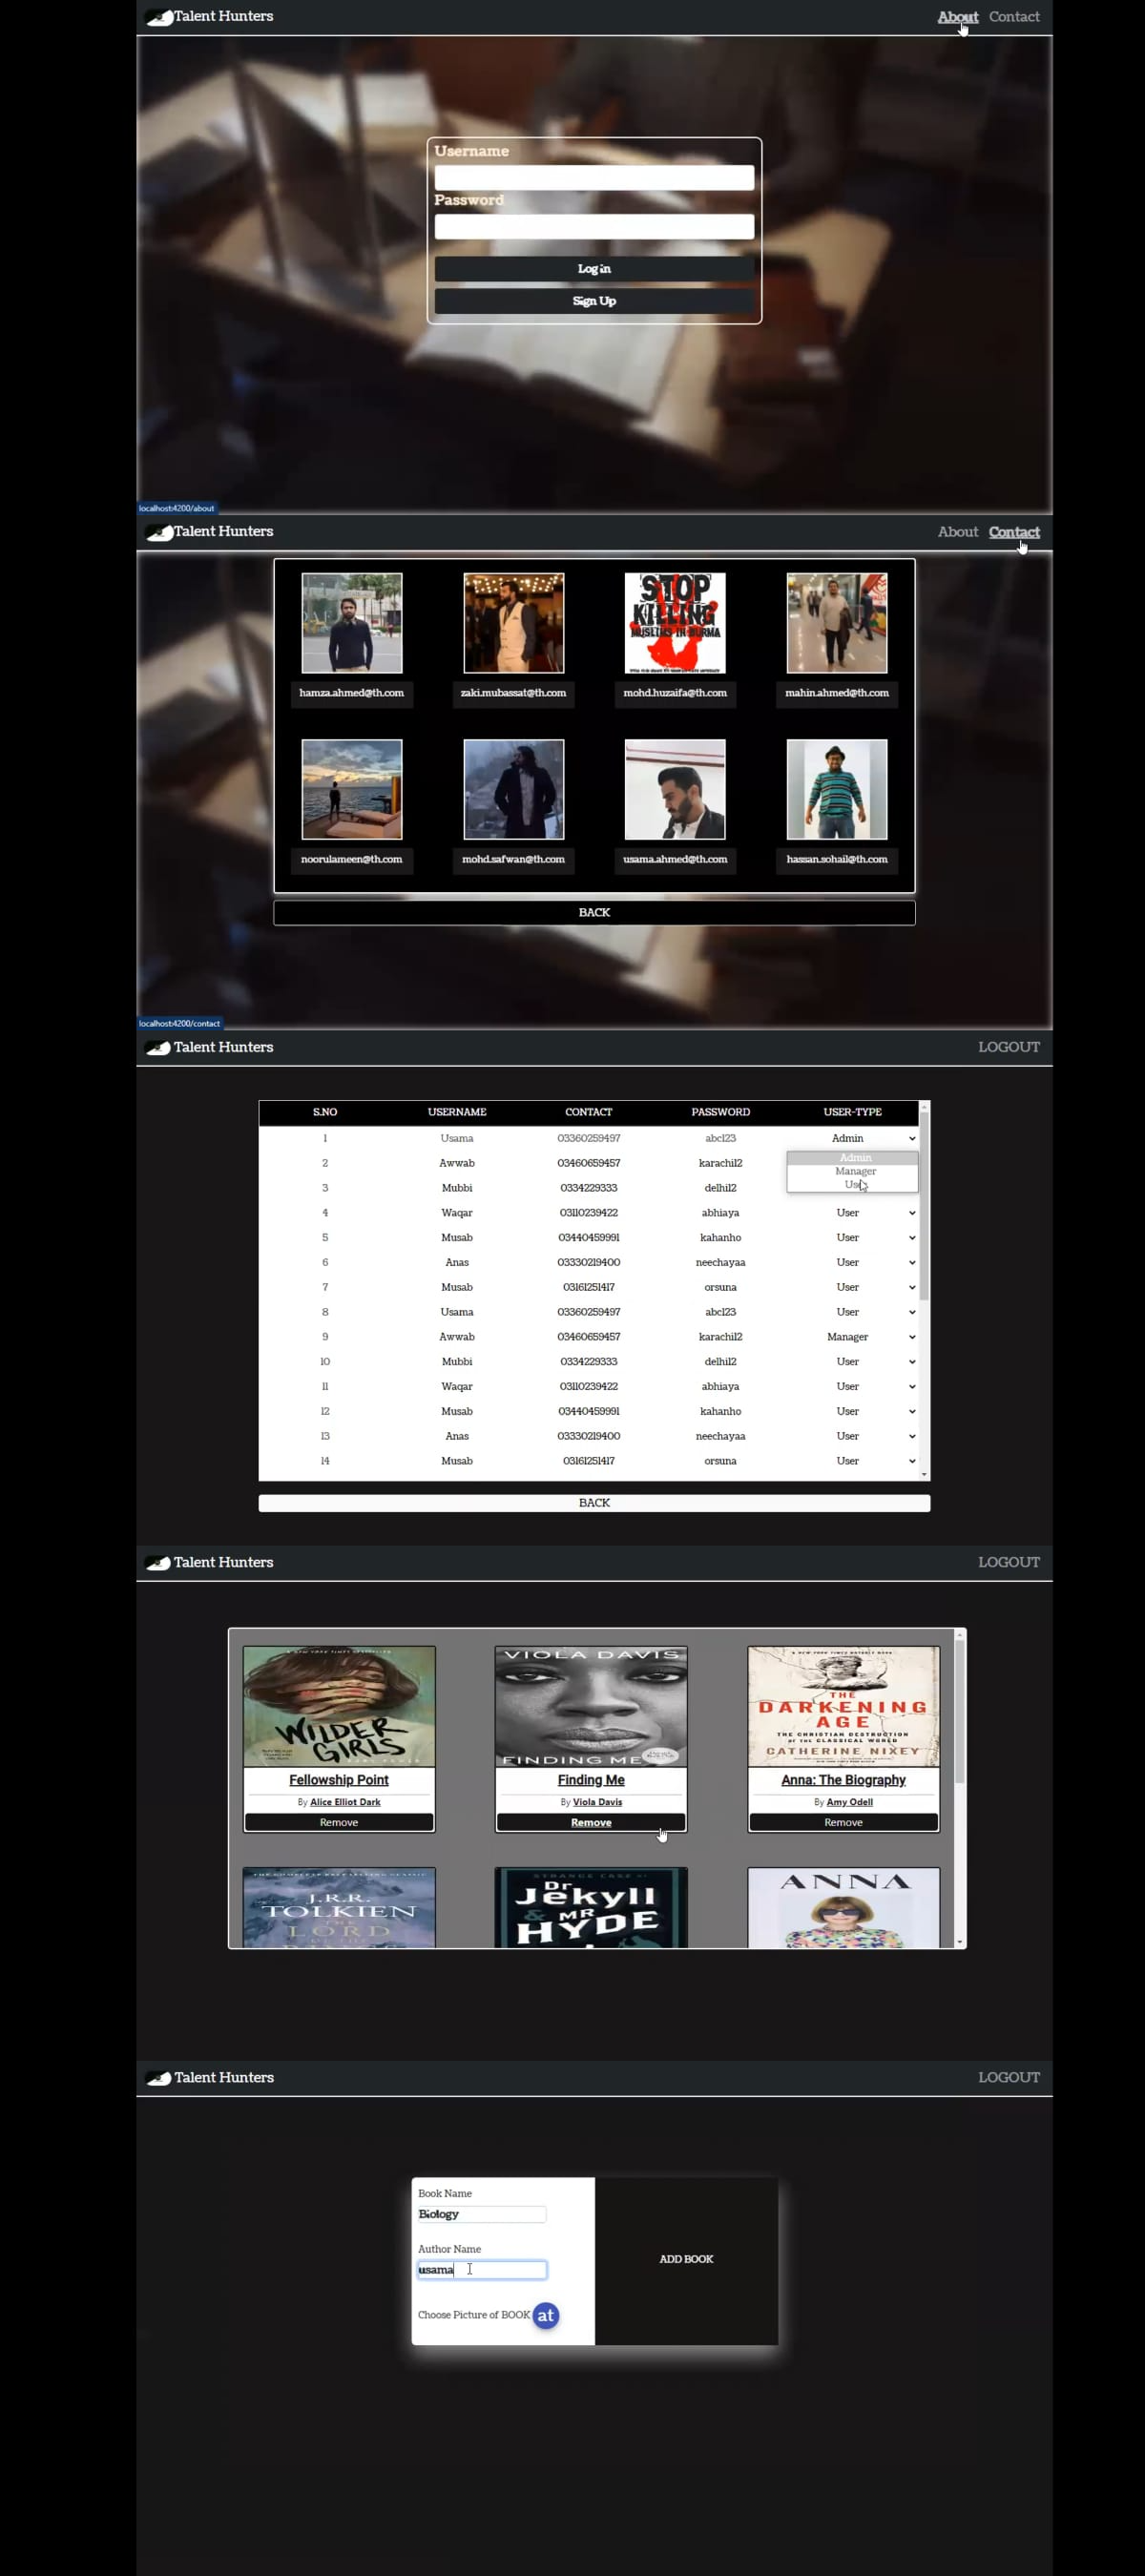 Talent Hunters About Contact
Username
Password
Log in
Sign Up
localhost:4200/about
Talent Hunters About Contact
STOP
KILLING
MUSLIMS IN BURMA
hamza.ahmed@th.com zaki.mubassat@th.com mohd.huzaifa@th.com mahin.ahmed@th.com
noorulameen@th.com mohd.safwan@th.com usama.ahmed@th.com hassan.sohail@th.com
BACK
localhost:4200/contact
Talent Hunters LOGOUT
S.NO USERNAME CONTACT PASSWORD USER-TYPE
1 Usama 03360259497 abc123 Admin
Admin
2 Awwab 03460659457 karachi12
Manager
3 Mubbi 0334229333 delhi12
4 Waqar 03110239422 abhiaya User
5 Musab 03440459991 kahanho User
6 Anas 03330219400 neechayaa User
7 Musab 03161251417 orsuna User
8 Usama 03360259497 abc123 User
9 Awwab 03460659457 karachi12 Manager
10 Mubbi 0334229333 delhi12 User
11 Waqar 03110239422 abhiaya User
12 Musab 03440459991 kahanho User
13 Anas 03330219400 neechayaa User
14 Musab 03161251417 orsuna User
BACK
Talent Hunters LOGOUT
WILDER
GIRLS
VIOLA DAVIS
FINDING ME
THE
DARKENING
AGE
THE CHRISTIAN DESTRUCTION
OF THE CLASSICAL WORLD
CATHERINE NIXEY
Fellowship Point Finding Me Anna: The Biography
By Alice Elliot Dark By Viola Davis By Amy Odell
Remove Remove Remove
J.R.R.
TOLKIEN
LORD
STRANGE CASE OF
Dr
Jekyll
& MR
HYDE
ANNA
Talent Hunters LOGOUT
Book Name
Biology
Author Name
usama
ADD BOOK
Choose Picture of BOOK at